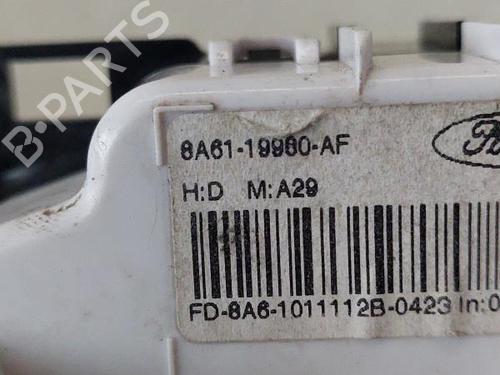 B-PARTS
8A61-19980-AF
H:D M:A29
FD-8A6-1011112B-0423 In:0